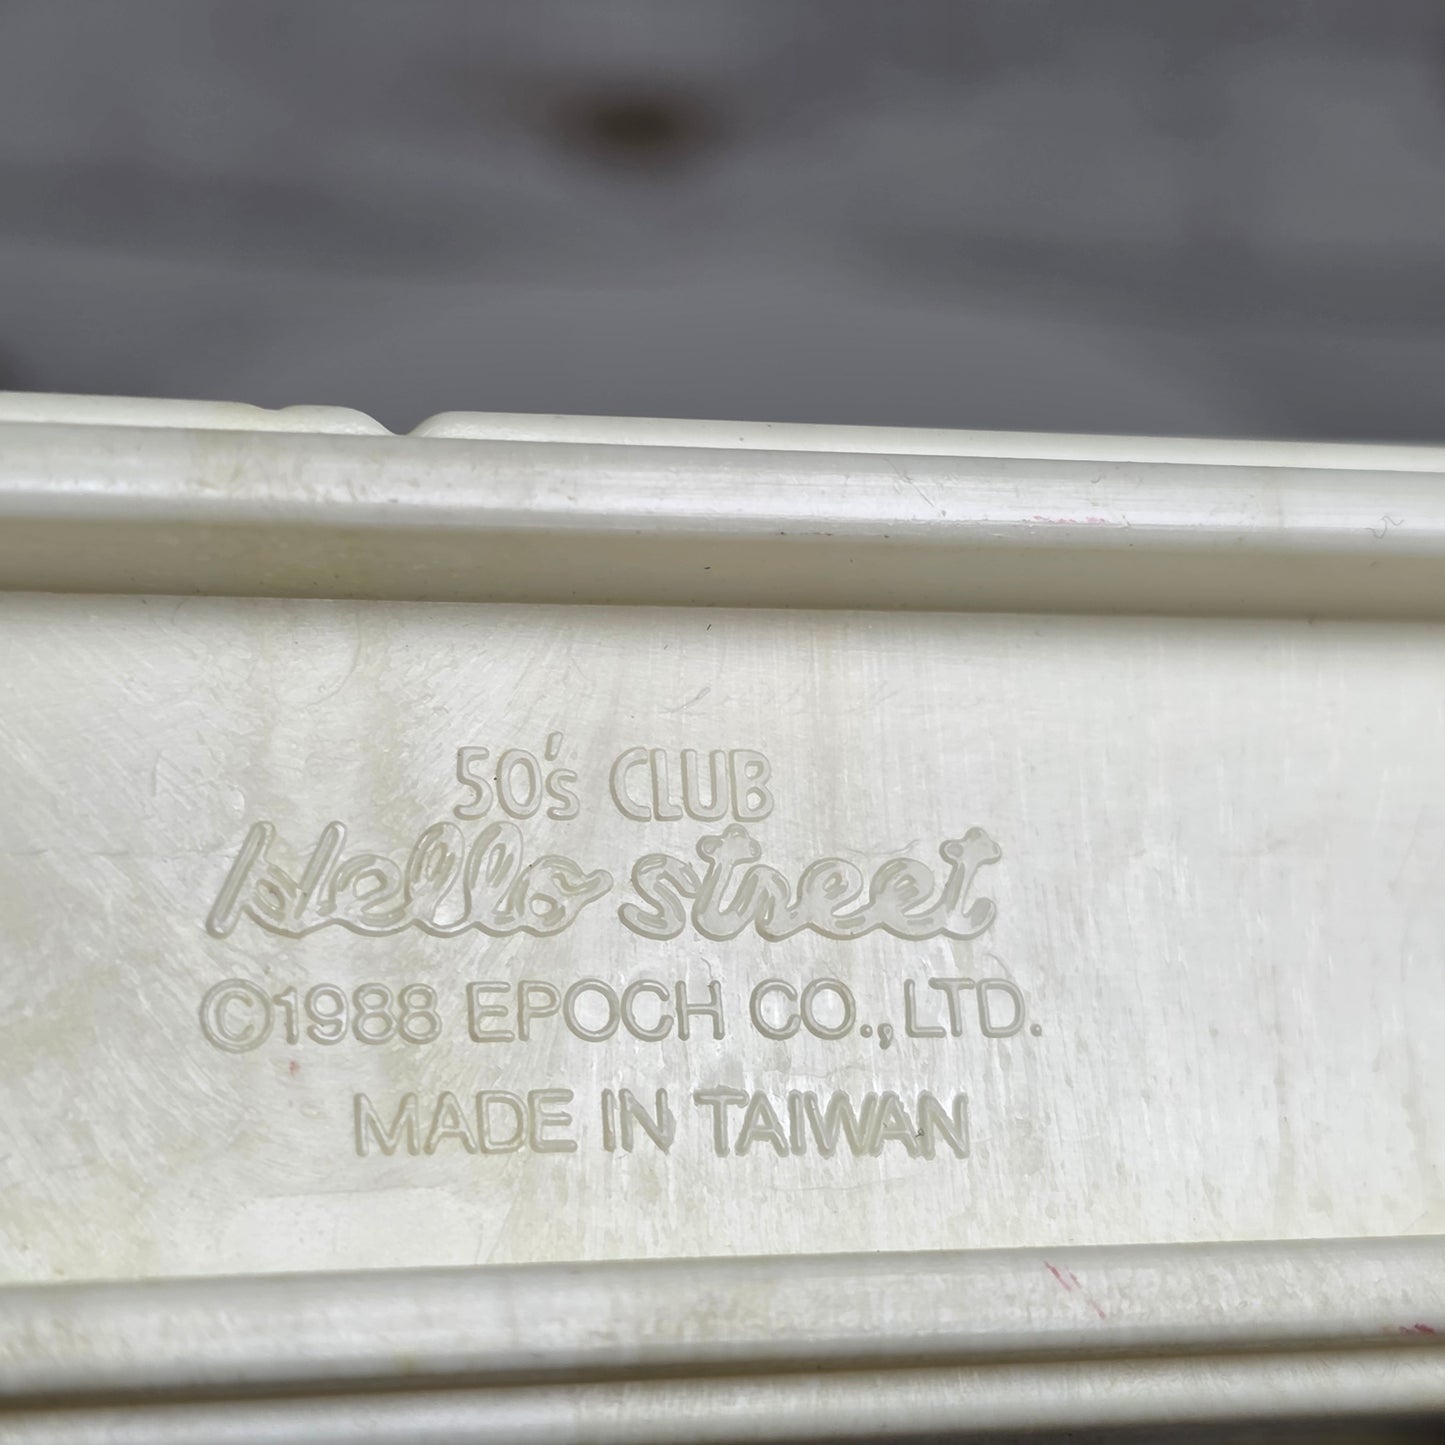 50's CLUB
Hello street
©1988 EPOCH CO., LTD.
MADE IN TAIWAN